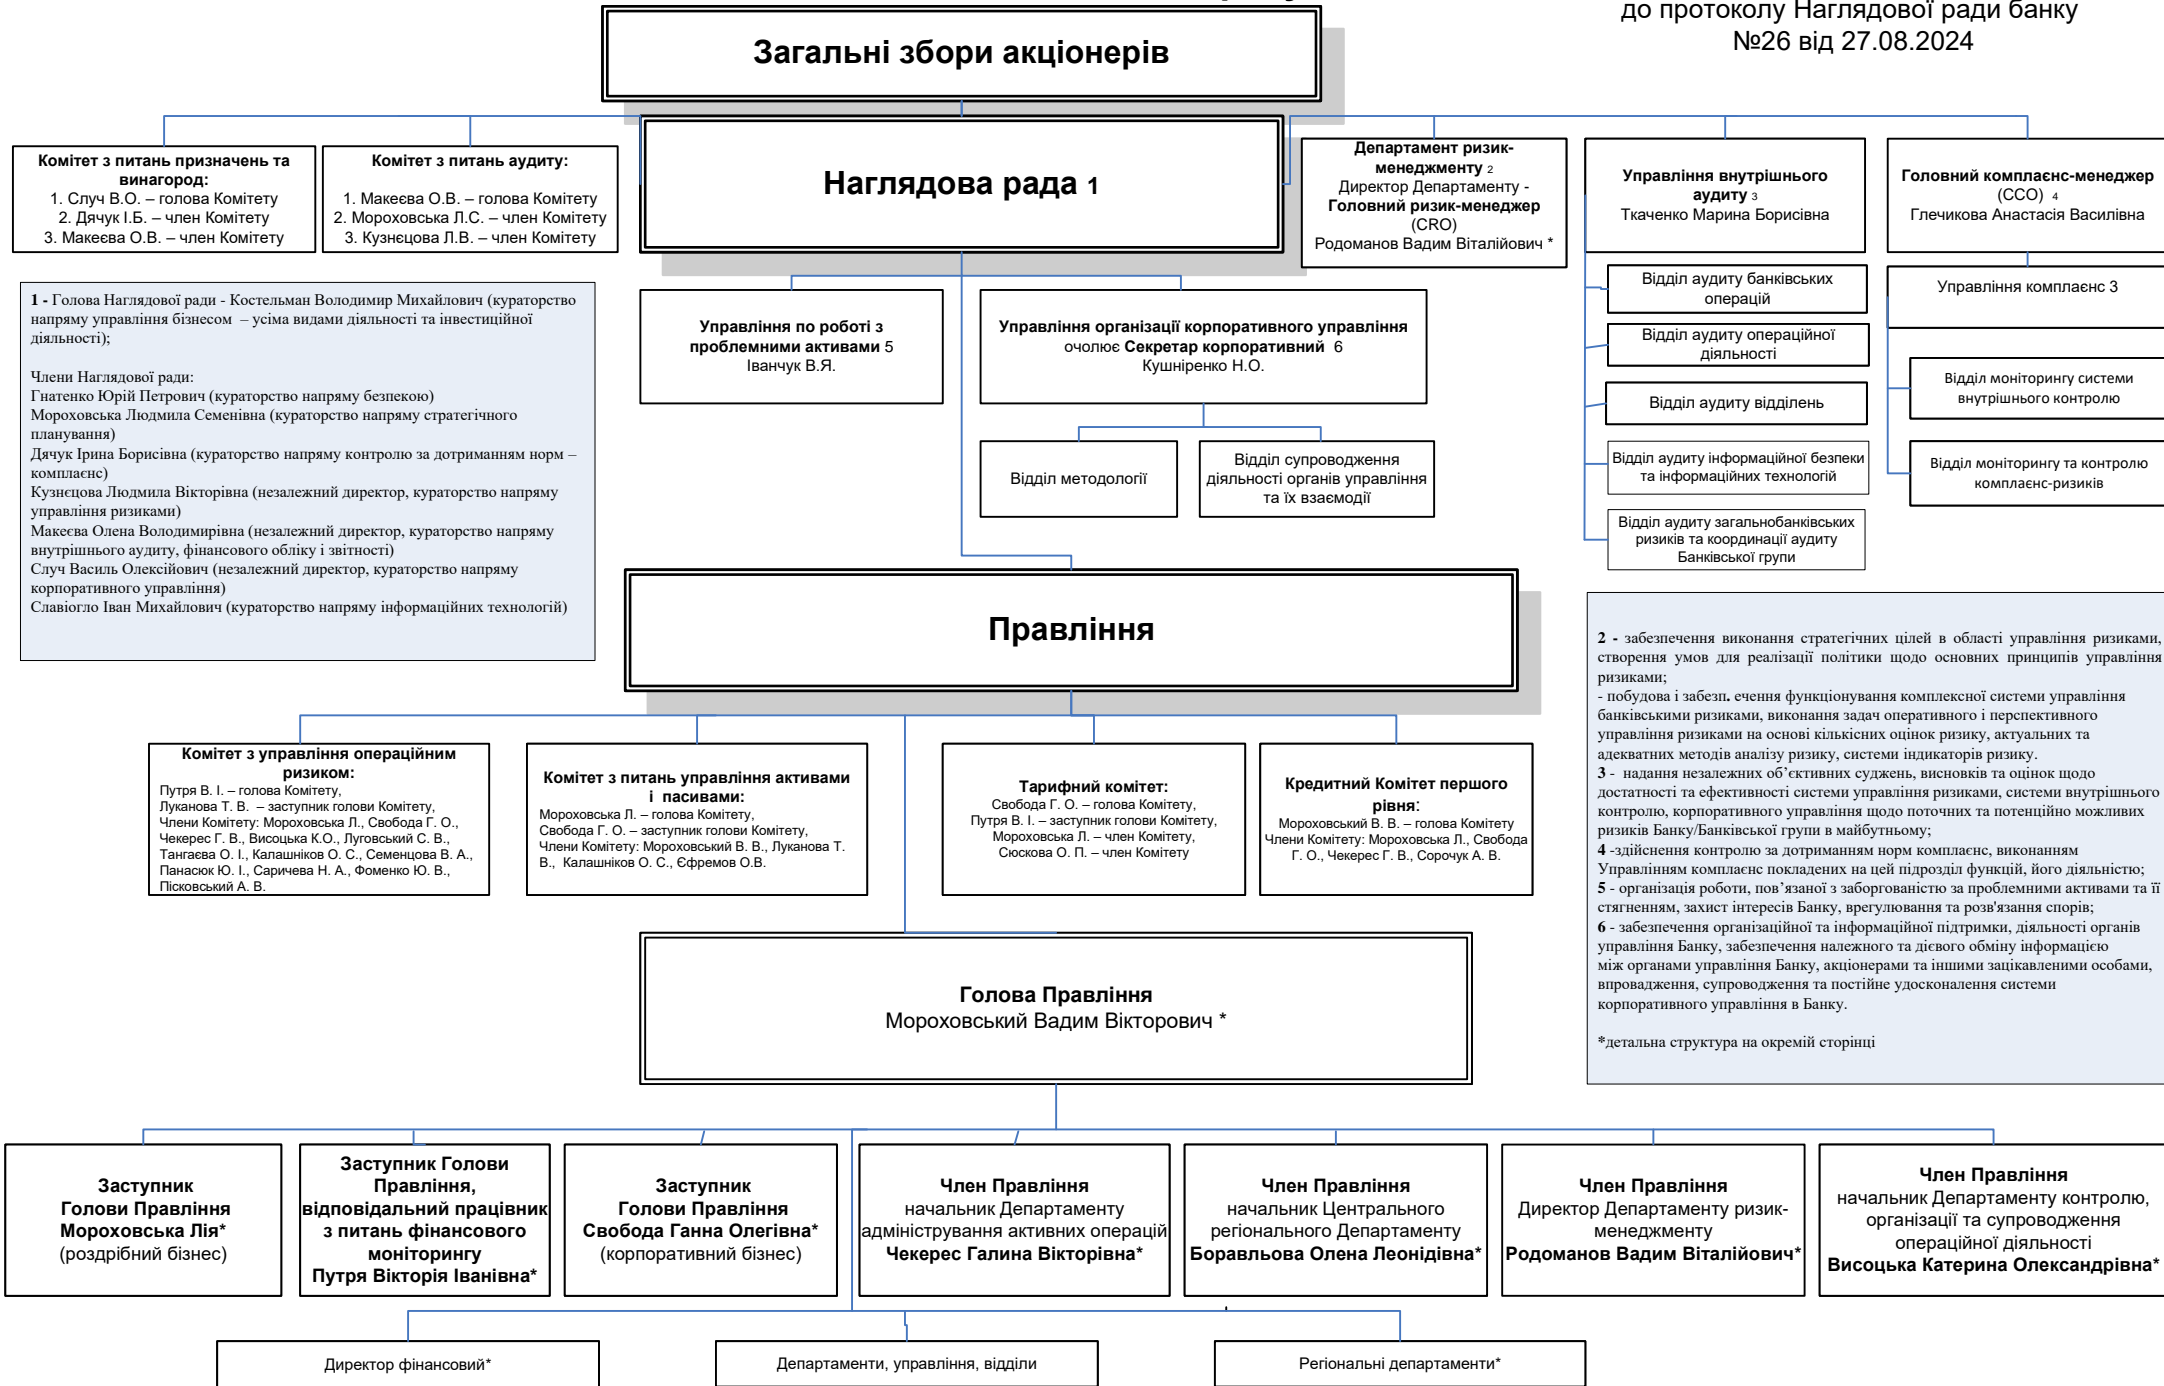 до протоколу Наглядової ради банку
№26 від 27.08.2024
Загальні збори акціонерів
Комітет з питань призначень та
винагород:
1. Случ В.О. – голова Комітету
2. Дячук І.Б. – член Комітету
3. Макеєва О.В. – член Комітету
Комітет з питань аудиту:
1. Макеєва О.В. – голова Комітету
2. Мороховська Л.С. – член Комітету
3. Кузнєцова Л.В. – член Комітету
Наглядова рада 1
Департамент ризик-
менеджменту 2
Директор Департаменту -
Головний ризик-менеджер
(CRO)
Родоманов Вадим Віталійович *
Управління внутрішнього
аудиту 3
Ткаченко Марина Борисівна
Головний комплаєнс-менеджер
(ССО) 4
Глечикова Анастасія Василівна
1 - Голова Наглядової ради - Костельман Володимир Михайлович (кураторство
напряму управління бізнесом – усіма видами діяльності та інвестиційної
діяльності);
Члени Наглядової ради:
Гнатенко Юрій Петрович (кураторство напряму безпекою)
Мороховська Людмила Семенівна (кураторство напряму стратегічного
планування)
Дячук Ірина Борисівна (кураторство напряму контролю за дотриманням норм –
комплаєнс)
Кузнєцова Людмила Вікторівна (незалежний директор, кураторство напряму
управління ризиками)
Макеєва Олена Володимирівна (незалежний директор, кураторство напряму
внутрішнього аудиту, фінансового обліку і звітності)
Случ Василь Олексійович (незалежний директор, кураторство напряму
корпоративного управління)
Славіогло Іван Михайлович (кураторство напряму інформаційних технологій)
Управління по роботі з
проблемними активами 5
Іванчук В.Я.
Управління організації корпоративного управління
очолює Секретар корпоративний 6
Кушніренко Н.О.
Відділ методології
Відділ супроводження
діяльності органів управління
та їх взаємодії
Відділ аудиту банківських
операцій
Відділ аудиту операційної
діяльності
Відділ аудиту відділень
Відділ аудиту інформаційної безпеки
та інформаційних технологій
Відділ аудиту загальнобанківських
ризиків та координації аудиту
Банківської групи
Управління комплаєнс 3
Відділ моніторингу системи
внутрішнього контролю
Відділ моніторингу та контролю
комплаєнс-ризиків
Правління
2 - забезпечення виконання стратегічних цілей в області управління ризиками,
створення умов для реалізації політики щодо основних принципів управління
ризиками;
- побудова і забезп. ечення функціонування комплексної системи управління
банківськими ризиками, виконання задач оперативного і перспективного
управління ризиками на основі кількісних оцінок ризику, актуальних та
адекватних методів аналізу ризику, системи індикаторів ризику.
3 - надання незалежних об’єктивних суджень, висновків та оцінок щодо
достатності та ефективності системи управління ризиками, системи внутрішнього
контролю, корпоративного управління щодо поточних та потенційно можливих
ризиків Банку/Банківської групи в майбутньому;
4 -здійснення контролю за дотриманням норм комплаєнс, виконанням
Управлінням комплаєнс покладених на цей підрозділ функцій, його діяльністю;
5 - організація роботи, пов’язаної з заборгованістю за проблемними активами та її
стягненням, захист інтересів Банку, врегулювання та розв'язання спорів;
6 - забезпечення організаційної та інформаційної підтримки, діяльності органів
управління Банку, забезпечення належного та дієвого обміну інформацією
між органами управління Банку, акціонерами та іншими зацікавленими особами,
впровадження, супроводження та постійне удосконалення системи
корпоративного управління в Банку.
*детальна структура на окремій сторінці
Комітет з управління операційним
ризиком:
Путря В. І. – голова Комітету,
Луканова Т. В. – заступник голови Комітету,
Члени Комітету: Мороховська Л., Свобода Г. О.,
Чекерес Г. В., Висоцька К.О., Луговський С. В.,
Тангаєва О. І., Калашніков О. С., Семенцова В. А.,
Панасюк Ю. І., Саричева Н. А., Фоменко Ю. В.,
Пісковський А. В.
Комітет з питань управління активами
і пасивами:
Мороховська Л. – голова Комітету,
Свобода Г. О. – заступник голови Комітету,
Члени Комітету: Мороховський В. В., Луканова Т.
В., Калашніков О. С., Єфремов О.В.
Тарифний комітет:
Свобода Г. О. – голова Комітету,
Путря В. І. – заступник голови Комітету,
Мороховська Л. – член Комітету,
Сюскова О. П. – член Комітету
Кредитний Комітет першого
рівня:
Мороховський В. В. – голова Комітету
Члени Комітету: Мороховська Л., Свобода
Г. О., Чекерес Г. В., Сорочук А. В.
Голова Правління
Мороховський Вадим Вікторович *
Заступник
Голови Правління
Мороховська Лія*
(роздрібний бізнес)
Заступник Голови
Правління,
відповідальний працівник
з питань фінансового
моніторингу
Путря Вікторія Іванівна*
Заступник
Голови Правління
Свобода Ганна Олегівна*
(корпоративний бізнес)
Член Правління
начальник Департаменту
адміністрування активних операцій
Чекерес Галина Вікторівна*
Член Правління
начальник Центрального
регіонального Департаменту
Боравльова Олена Леонідівна*
Член Правління
Директор Департаменту ризик-
менеджменту
Родоманов Вадим Віталійович*
Член Правління
начальник Департаменту контролю,
організації та супроводження
операційної діяльності
Висоцька Катерина Олександрівна*
Директор фінансовий*
Департаменти, управління, відділи
Регіональні департаменти*